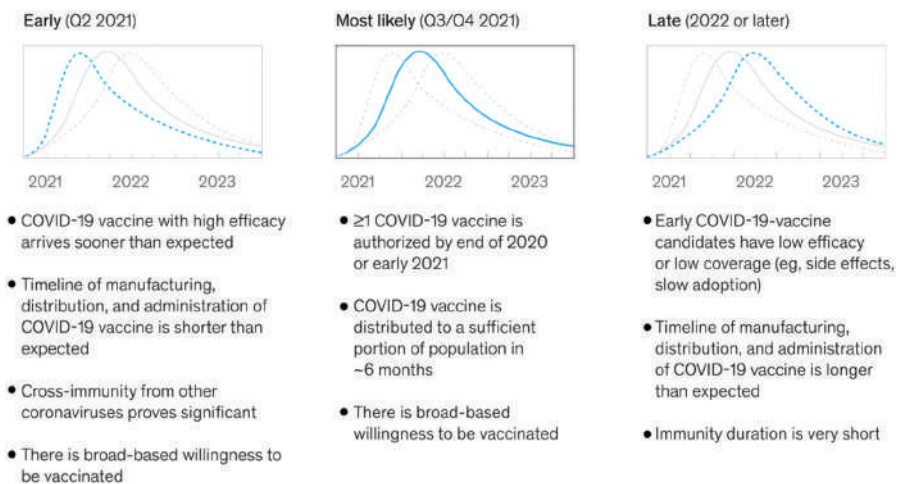 Early (Q2 2021)
2021 2022 2023
• COVID-19 vaccine with high efficacy
arrives sooner than expected
• Timeline of manufacturing,
distribution, and administration of
COVID-19 vaccine is shorter than
expected
• Cross-immunity from other
coronaviruses proves significant
• There is broad-based willingness to
be vaccinated
Most likely (Q3/Q4 2021)
2021 2022 2023
• ≥1 COVID-19 vaccine is
authorized by end of 2020
or early 2021
• COVID-19 vaccine is
distributed to a sufficient
portion of population in
~6 months
• There is broad-based
willingness to be vaccinated
Late (2022 or later)
2021 2022 2023
• Early COVID-19-vaccine
candidates have low efficacy
or low coverage (eg, side effects,
slow adoption)
• Timeline of manufacturing,
distribution, and administration
of COVID-19 vaccine is longer
than expected
• Immunity duration is very short